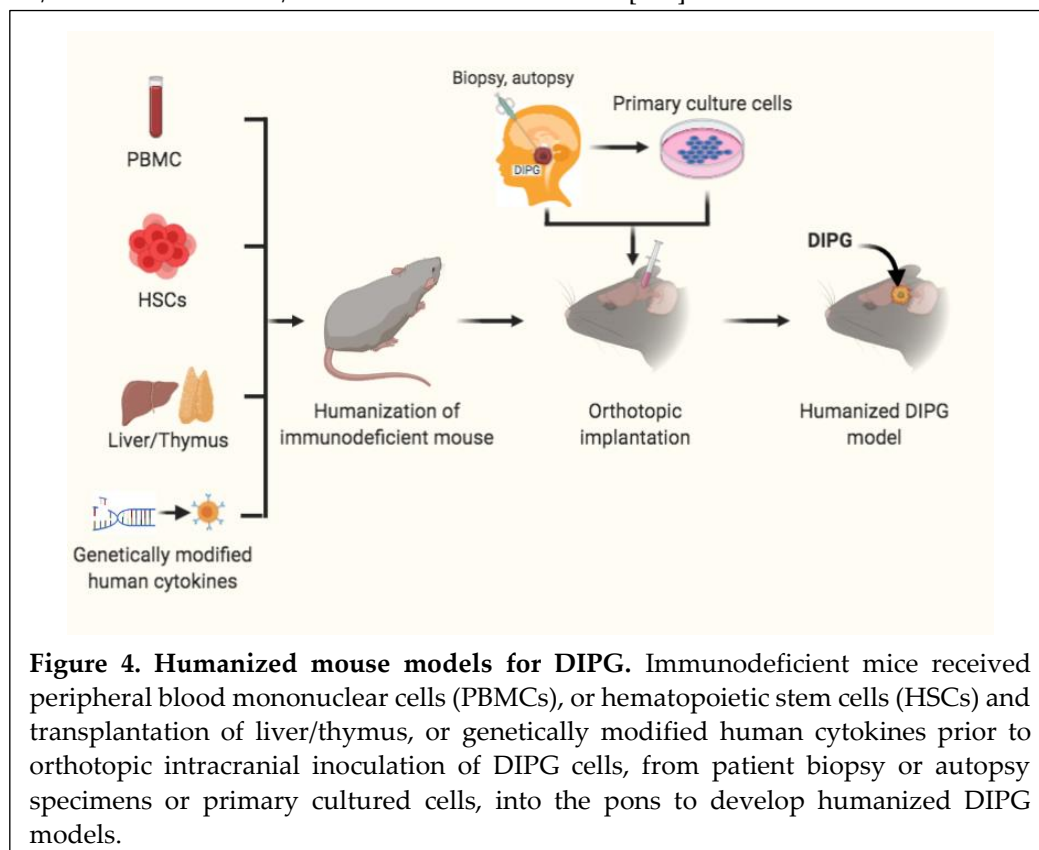 Biopsy, autopsy
Primary culture cells
DIPG
PBMC
DIPG
HSCs
Liver/Thymus
Humanization of
immunodeficient mouse
Orthotopic
implantation
Humanized DIPG
model
Genetically modified
human cytokines
Figure 4. Humanized mouse models for DIPG. Immunodeficient mice received
peripheral blood mononuclear cells (PBMCs), or hematopoietic stem cells (HSCs) and
transplantation of liver/thymus, or genetically modified human cytokines prior to
orthotopic intracranial inoculation of DIPG cells, from patient biopsy or autopsy
specimens or primary cultured cells, into the pons to develop humanized DIPG
models.